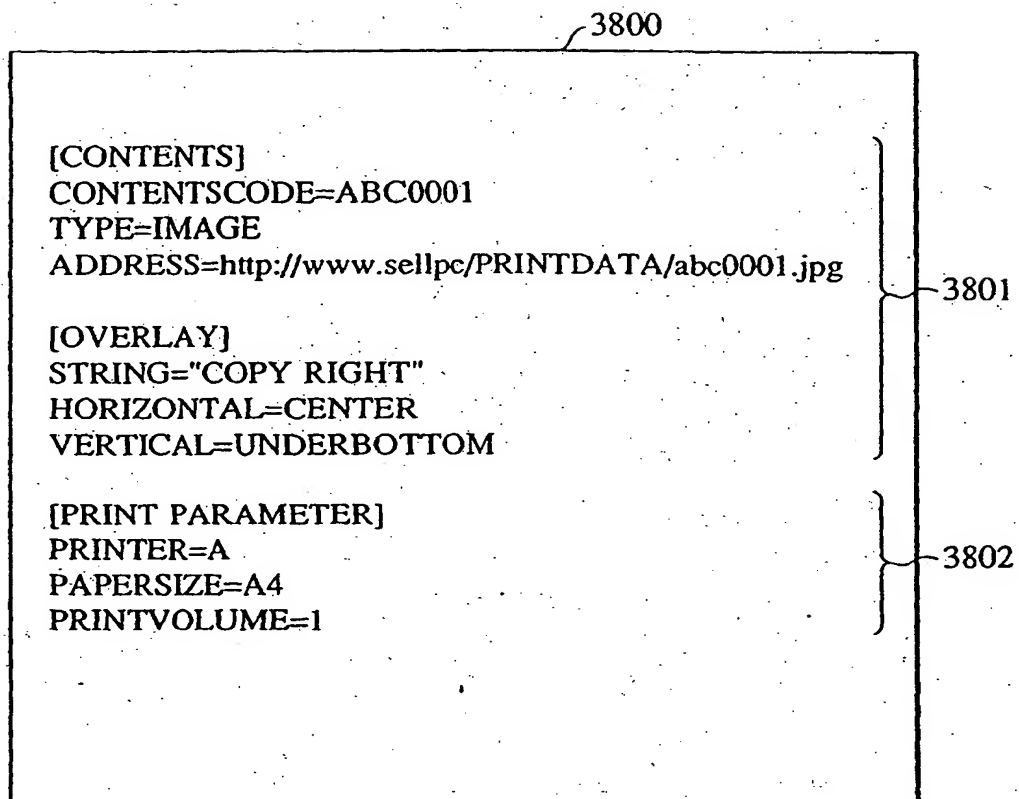 3800
[CONTENTS]
CONTENTSCODE=ABC0001
TYPE=IMAGE
ADDRESS=http://www.sellpc/PRINTDATA/abc0001.jpg
3801
[OVERLAY]
STRING="COPY RIGHT"
HORIZONTAL=CENTER
VERTICAL=UNDERBOTTOM
[PRINT PARAMETER]
PRINTER=A
3802
PAPERSIZE=A4
PRINTVOLUME=1